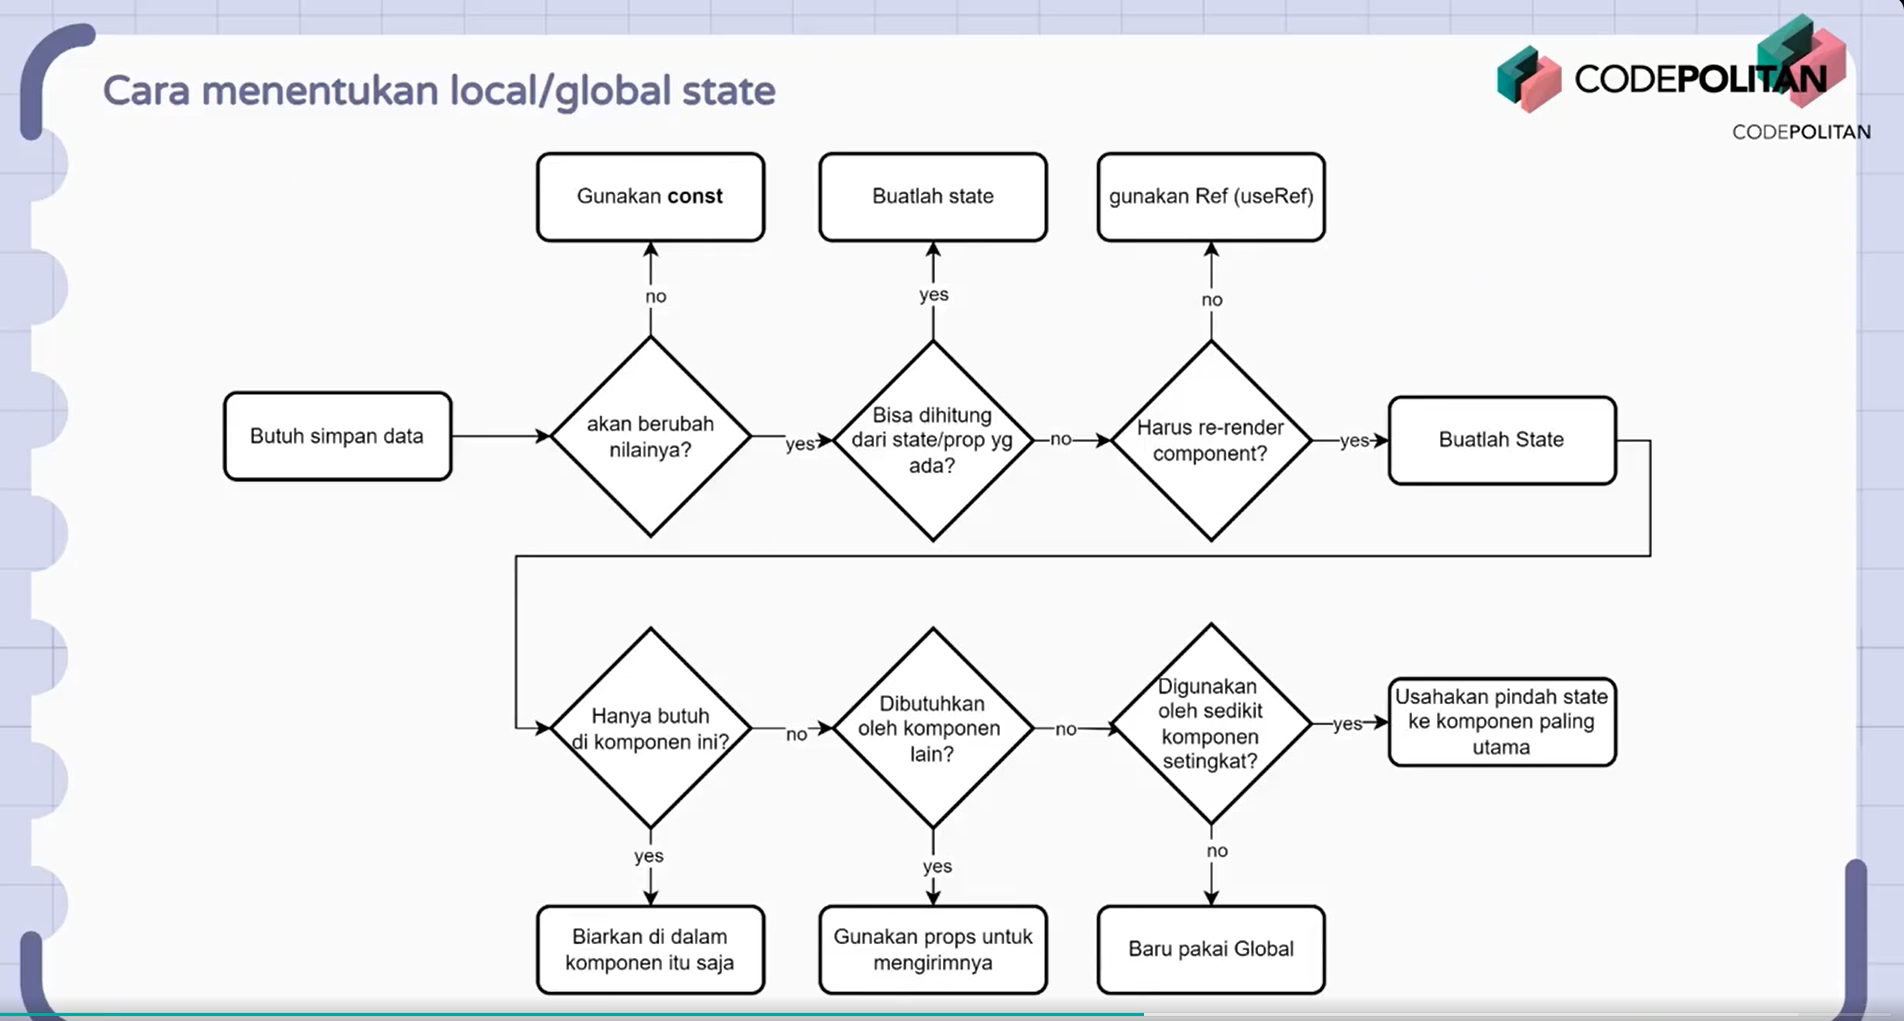 Cara menentukan local/global state
CODEPOLITAN
CODEPOLITAN
Gunakan const
Buatlah state
gunakan Ref (useRef)
no
yes
no
Butuh simpan data
akan berubah
nilainya?
yes
Bisa dihitung
dari state/prop yg
ada?
no
Harus re-render
component?
yes
Buatlah State
Hanya butuh
di komponen ini?
no
Dibutuhkan
oleh komponen
lain?
no
Digunakan
oleh sedikit
komponen
setingkat?
yes
Usahakan pindah state
ke komponen paling
utama
yes
yes
no
Biarkan di dalam
komponen itu saja
Gunakan props untuk
mengirimnya
Baru pakai Global